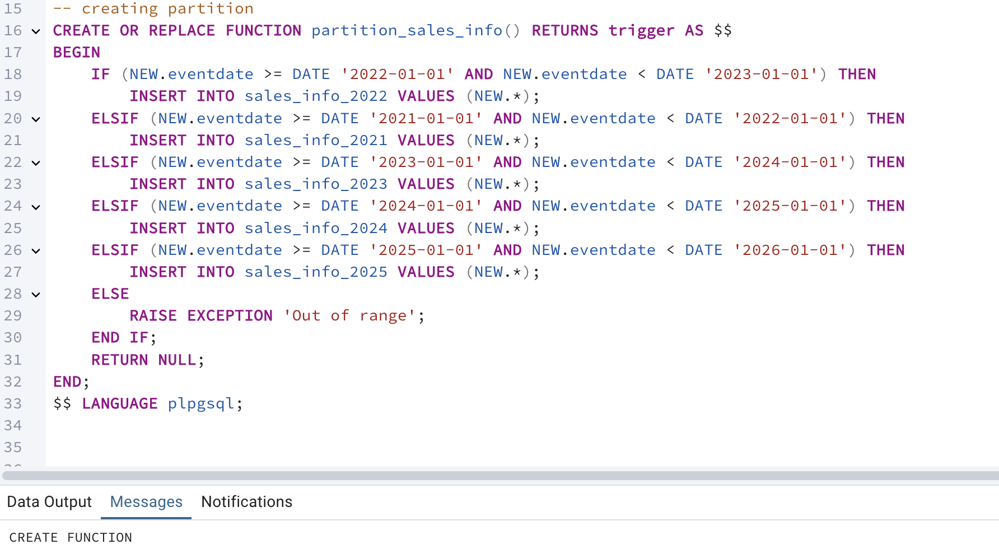 15 -- creating partition
16 CREATE OR REPLACE FUNCTION partition_sales_info() RETURNS trigger AS $$
17 BEGIN
18     IF (NEW.eventdate >= DATE '2022-01-01' AND NEW.eventdate < DATE '2023-01-01') THEN
19         INSERT INTO sales_info_2022 VALUES (NEW.*);
20     ELSIF (NEW.eventdate >= DATE '2021-01-01' AND NEW.eventdate < DATE '2022-01-01') THEN
21         INSERT INTO sales_info_2021 VALUES (NEW.*);
22     ELSIF (NEW.eventdate >= DATE '2023-01-01' AND NEW.eventdate < DATE '2024-01-01') THEN
23         INSERT INTO sales_info_2023 VALUES (NEW.*);
24     ELSIF (NEW.eventdate >= DATE '2024-01-01' AND NEW.eventdate < DATE '2025-01-01') THEN
25         INSERT INTO sales_info_2024 VALUES (NEW.*);
26     ELSIF (NEW.eventdate >= DATE '2025-01-01' AND NEW.eventdate < DATE '2026-01-01') THEN
27         INSERT INTO sales_info_2025 VALUES (NEW.*);
28     ELSE
29         RAISE EXCEPTION 'Out of range';
30     END IF;
31     RETURN NULL;
32 END;
33 $$ LANGUAGE plpgsql;
34
35
Data Output Messages Notifications
CREATE FUNCTION